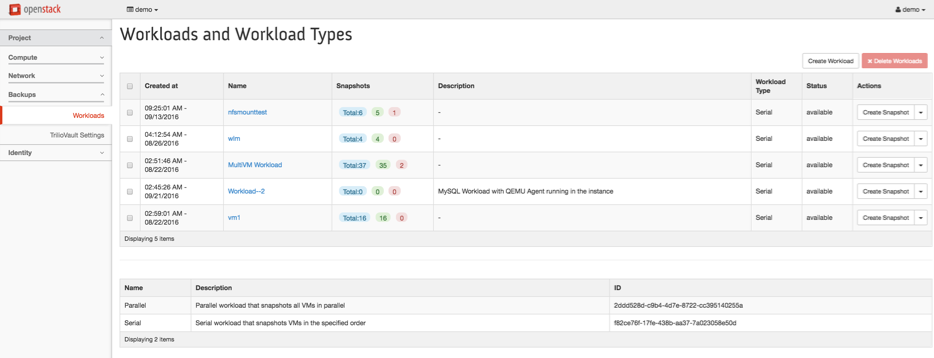 openstack
demo
demo
Project
Compute
Network
Backups
Workloads
TrilioVault Settings
Identity
Workloads and Workload Types
Create Workload
Delete Workloads
Created at Name Snapshots Description Workload Type Status Actions
09:25:01 AM - 09/13/2016 nfsmounttest Total:6 5 1 - Serial available Create Snapshot
04:12:54 AM - 08/26/2016 wlm Total:4 4 0 - Serial available Create Snapshot
02:51:46 AM - 08/22/2016 MultiVM Workload Total:37 35 2 - Serial available Create Snapshot
02:45:26 AM - 09/21/2016 Workload--2 Total:0 0 0 MySQL Workload with QEMU Agent running in the instance Serial available Create Snapshot
02:59:01 AM - 08/22/2016 vm1 Total:16 16 0 - Serial available Create Snapshot
Displaying 5 items
Name Description ID
Parallel Parallel workload that snapshots all VMs in parallel 2ddd528d-c9b4-4d7e-8722-cc395140255a
Serial Serial workload that snapshots VMs in the specified order f82ce76f-17fe-438b-aa37-7a023058e50d
Displaying 2 items